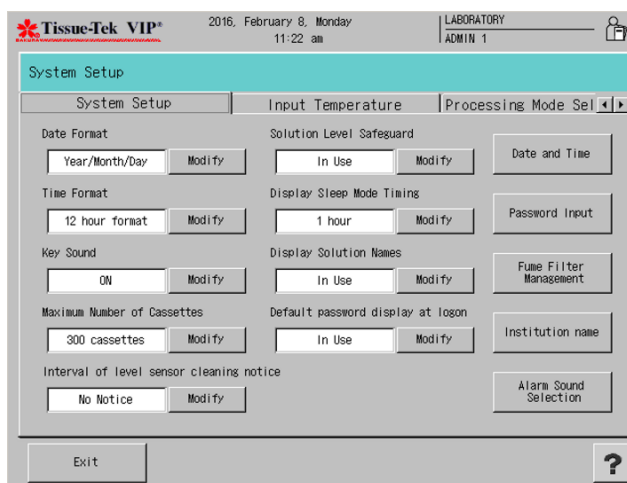 Tissue-Tek VIP®
SAKURA
2016, February 8, Monday
11:22 am
LABORATORY
ADMIN 1
System Setup
System Setup
Input Temperature
Processing Mode Sel
Date Format
Year/Month/Day
Modify
Solution Level Safeguard
In Use
Modify
Date and Time
Time Format
12 hour format
Modify
Display Sleep Mode Timing
1 hour
Modify
Password Input
Key Sound
ON
Modify
Display Solution Names
In Use
Modify
Fume Filter
Management
Maximum Number of Cassettes
300 cassettes
Modify
Default password display at logon
In Use
Modify
Institution name
Interval of level sensor cleaning notice
No Notice
Modify
Alarm Sound
Selection
Exit
?